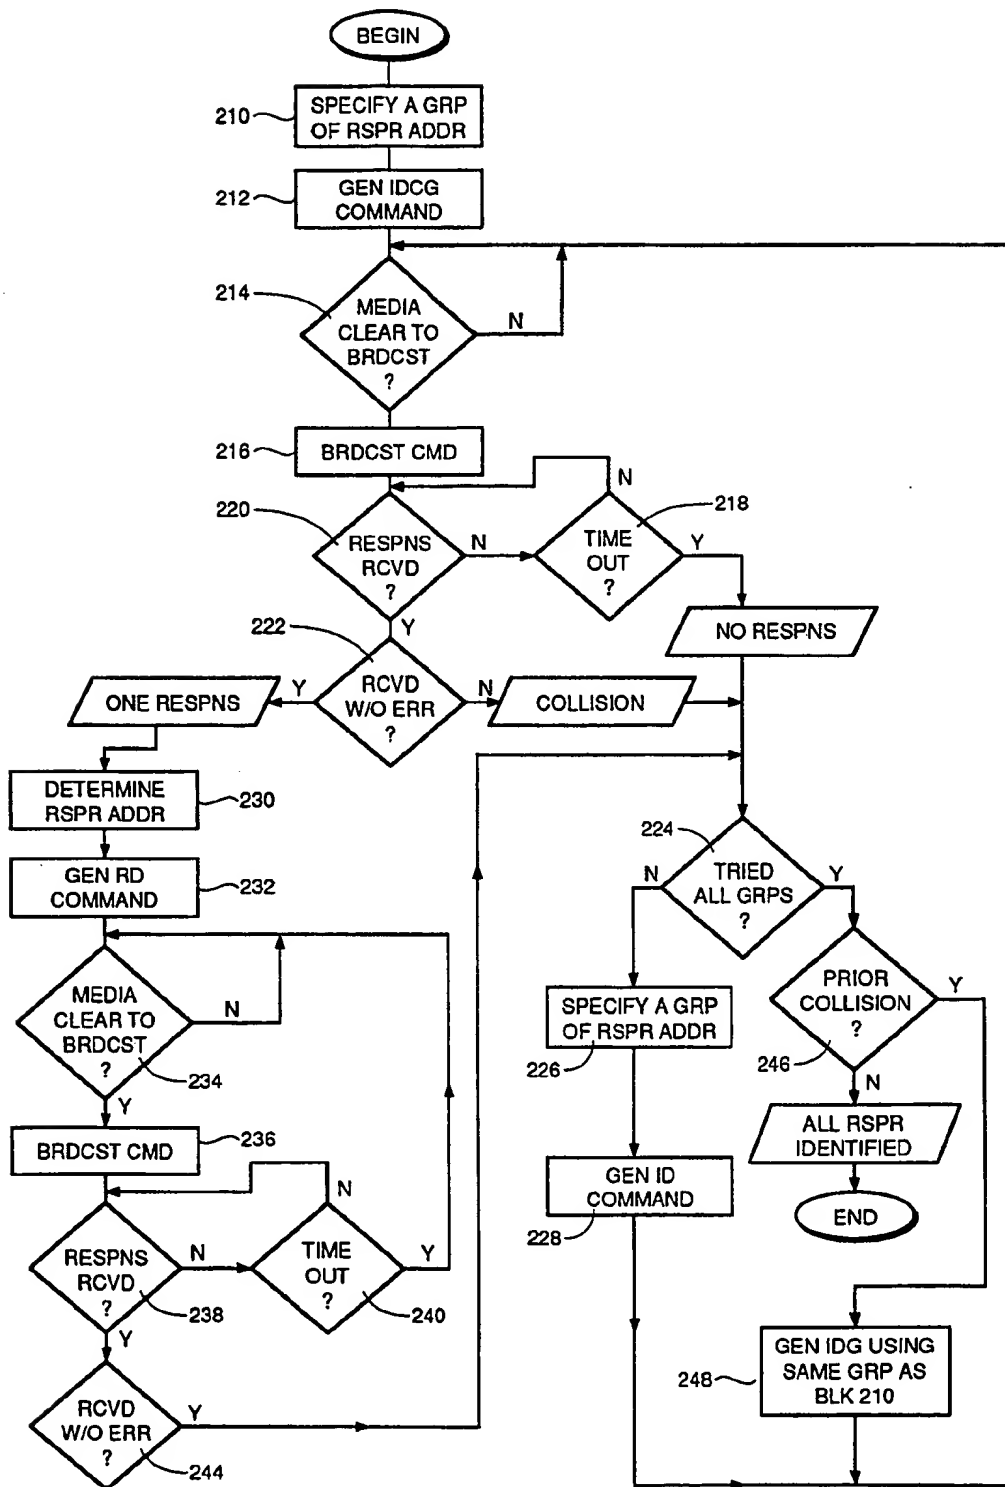 BEGIN
210
SPECIFY A GRP
OF RSPR ADDR
212
GEN IDCG
COMMAND
214
MEDIA
CLEAR TO
BRDCST
?
N
216
BRDCST CMD
220
RESPNS
RCVD
?
N
Y
TIME
OUT
?
218
N
Y
NO RESPNS
222
RCVD
W/O ERR
?
Y
N
ONE RESPNS
COLLISION
DETERMINE
RSPR ADDR
230
GEN RD
COMMAND
232
MEDIA
CLEAR TO
BRDCST
?
N
234
Y
BRDCST CMD
236
RESPNS
RCVD
?
N
238
Y
TIME
OUT
?
N
Y
240
RCVD
W/O ERR
?
Y
244
224
TRIED
ALL GRPS
?
N
Y
SPECIFY A GRP
OF RSPR ADDR
226
GEN ID
COMMAND
228
PRIOR
COLLISION
?
Y
246
N
ALL RSPR
IDENTIFIED
END
GEN IDG USING
SAME GRP AS
BLK 210
248